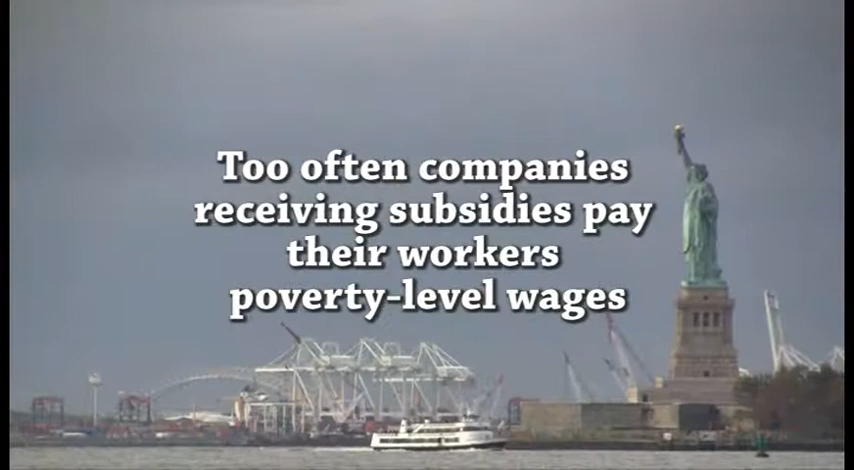 Too often companies
receiving subsidies pay
their workers
poverty-level wages